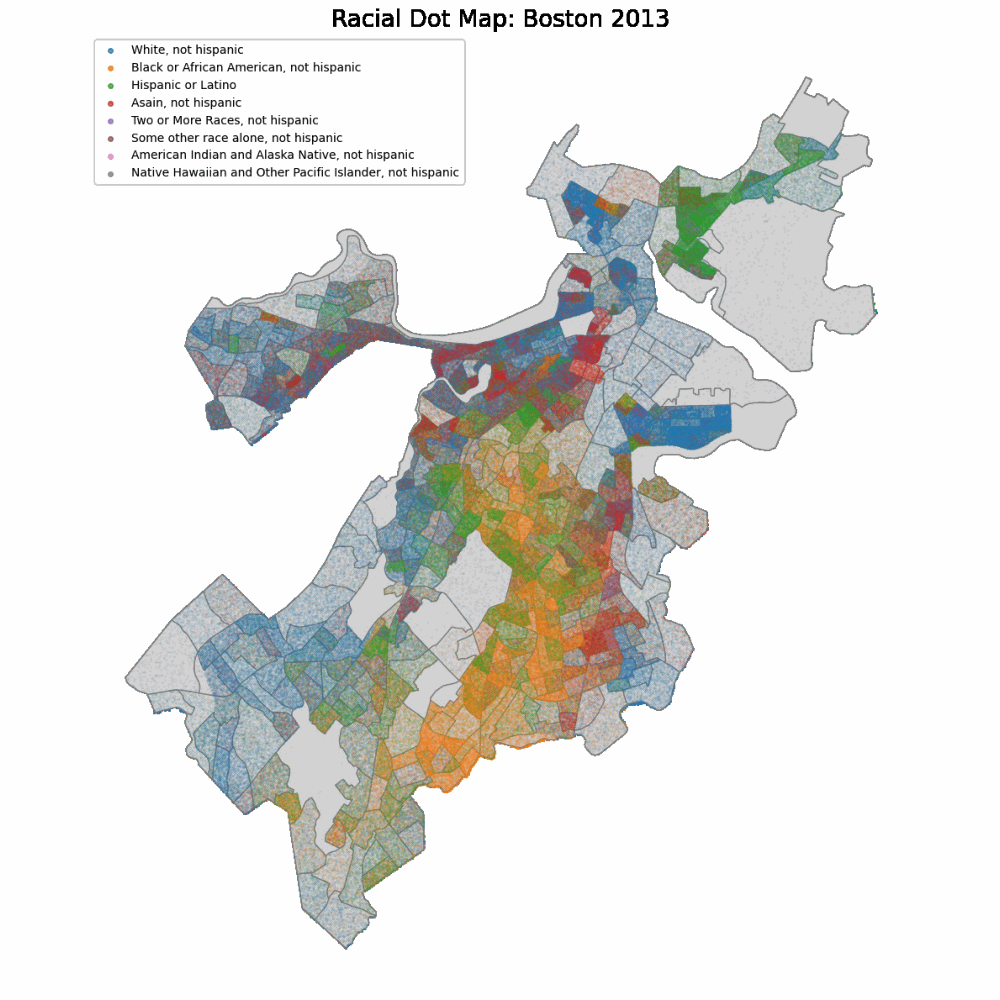 Racial Dot Map: Boston 2013
White, not hispanic
Black or African American, not hispanic
Hispanic or Latino
Asain, not hispanic
Two or More Races, not hispanic
Some other race alone, not hispanic
American Indian and Alaska Native, not hispanic
Native Hawaiian and Other Pacific Islander, not hispanic